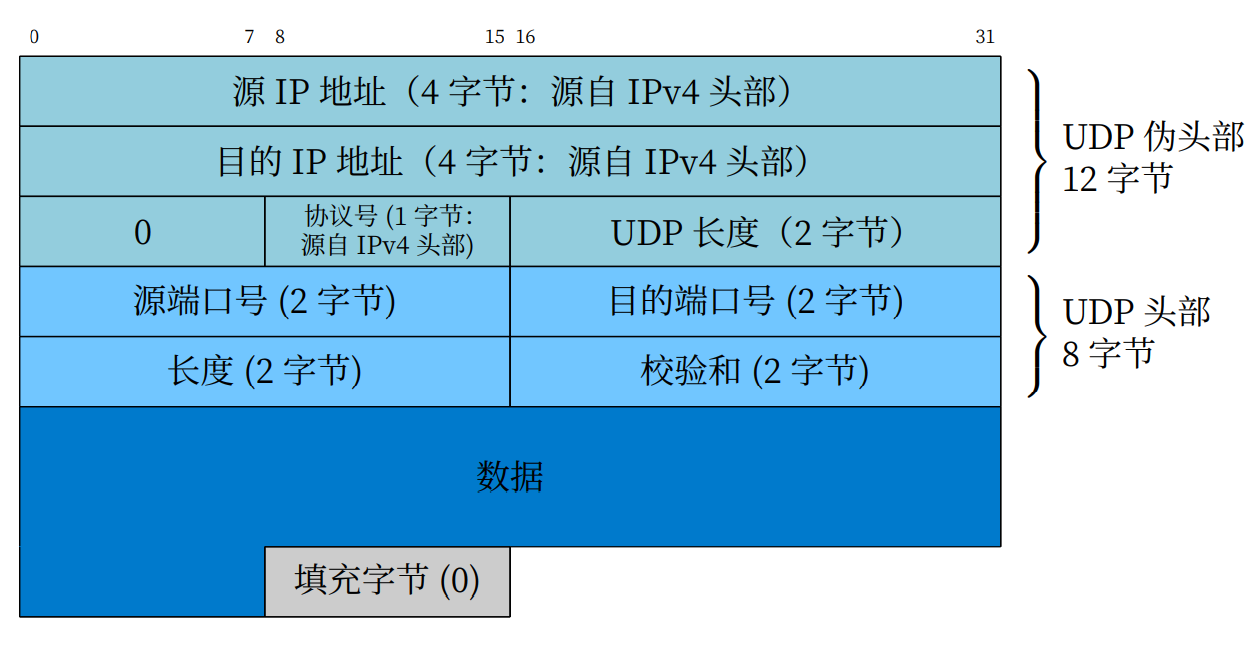 0 7 8 15 16 31
源 IP 地址（4 字节：源自 IPv4 头部）
目的 IP 地址（4 字节：源自 IPv4 头部）
UDP 伪头部
12 字节
0
协议号 (1 字节：
源自 IPv4 头部)
UDP 长度（2 字节）
源端口号 (2 字节)
目的端口号 (2 字节)
长度 (2 字节)
校验和 (2 字节)
UDP 头部
8 字节
数据
填充字节 (0)